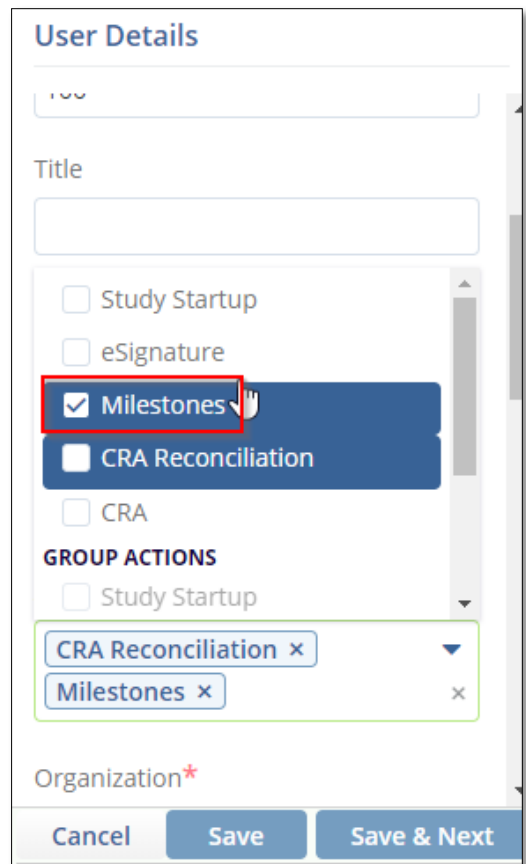 User Details
Title
Study Startup
eSignature
Milestones
CRA Reconciliation
CRA
GROUP ACTIONS
Study Startup
CRA Reconciliation ×
Milestones ×
×
Organization*
Cancel Save Save & Next